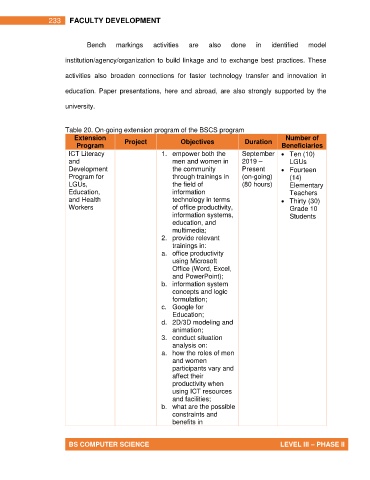 233 FACULTY DEVELOPMENT
Bench markings activities are also done in identified model
institution/agency/organization to build linkage and to exchange best practices. These
activities also broaden connections for faster technology transfer and innovation in
education. Paper presentations, here and abroad, are also strongly supported by the
university.
Table 20. On-going extension program of the BSCS program
Extension Program
Project
Objectives
Duration
Number of Beneficiaries
ICT Literacy
and
Development
Program for
LGUs,
Education,
and Health
Workers
1. empower both the
men and women in
the community
through trainings in
the field of
information
technology in terms
of office productivity,
information systems,
education, and
multimedia;
2. provide relevant
trainings in:
a. office productivity
using Microsoft
Office (Word, Excel,
and PowerPoint);
b. information system
concepts and logic
formulation;
c. Google for
Education;
d. 2D/3D modeling and
animation;
3. conduct situation
analysis on:
a. how the roles of men
and women
participants vary and
affect their
productivity when
using ICT resources
and facilities;
b. what are the possible
constraints and
benefits in
September
2019 –
Present
(on-going)
(80 hours)
• Ten (10)
LGUs
• Fourteen
(14)
Elementary
Teachers
• Thirty (30)
Grade 10
Students
BS COMPUTER SCIENCE LEVEL III – PHASE II